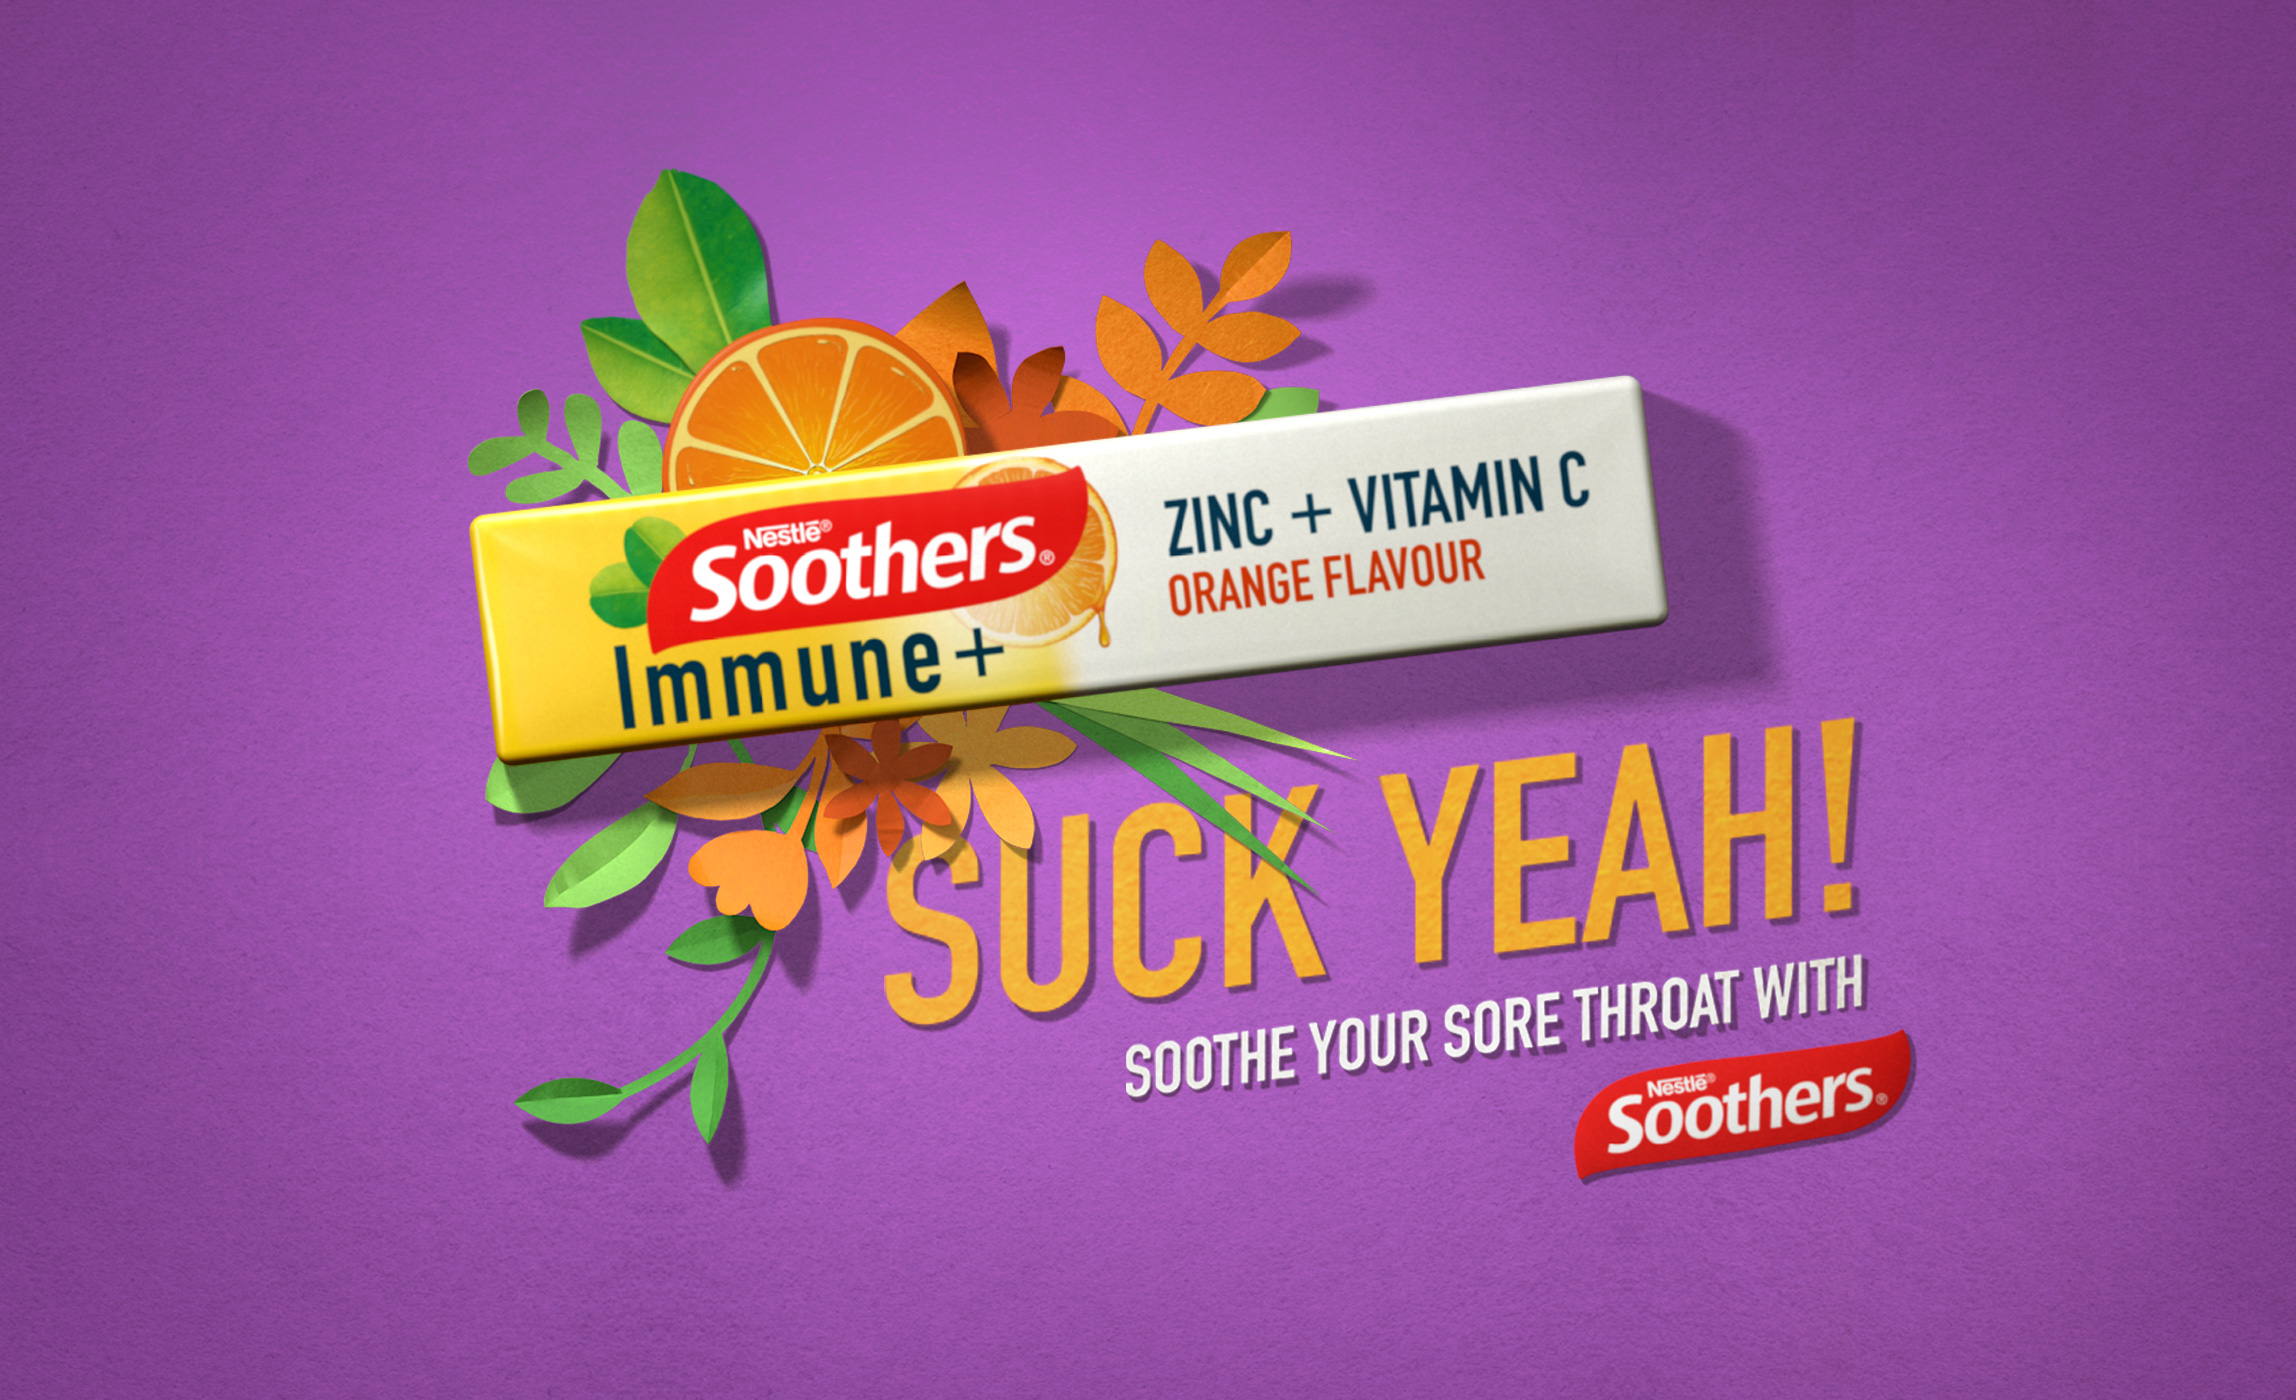 Nestlé®
Soothers®
Immune+
ZINC + VITAMIN C
ORANGE FLAVOUR
SUCK YEAH!
SOOTHE YOUR SORE THROAT WITH
Nestlé®
Soothers®